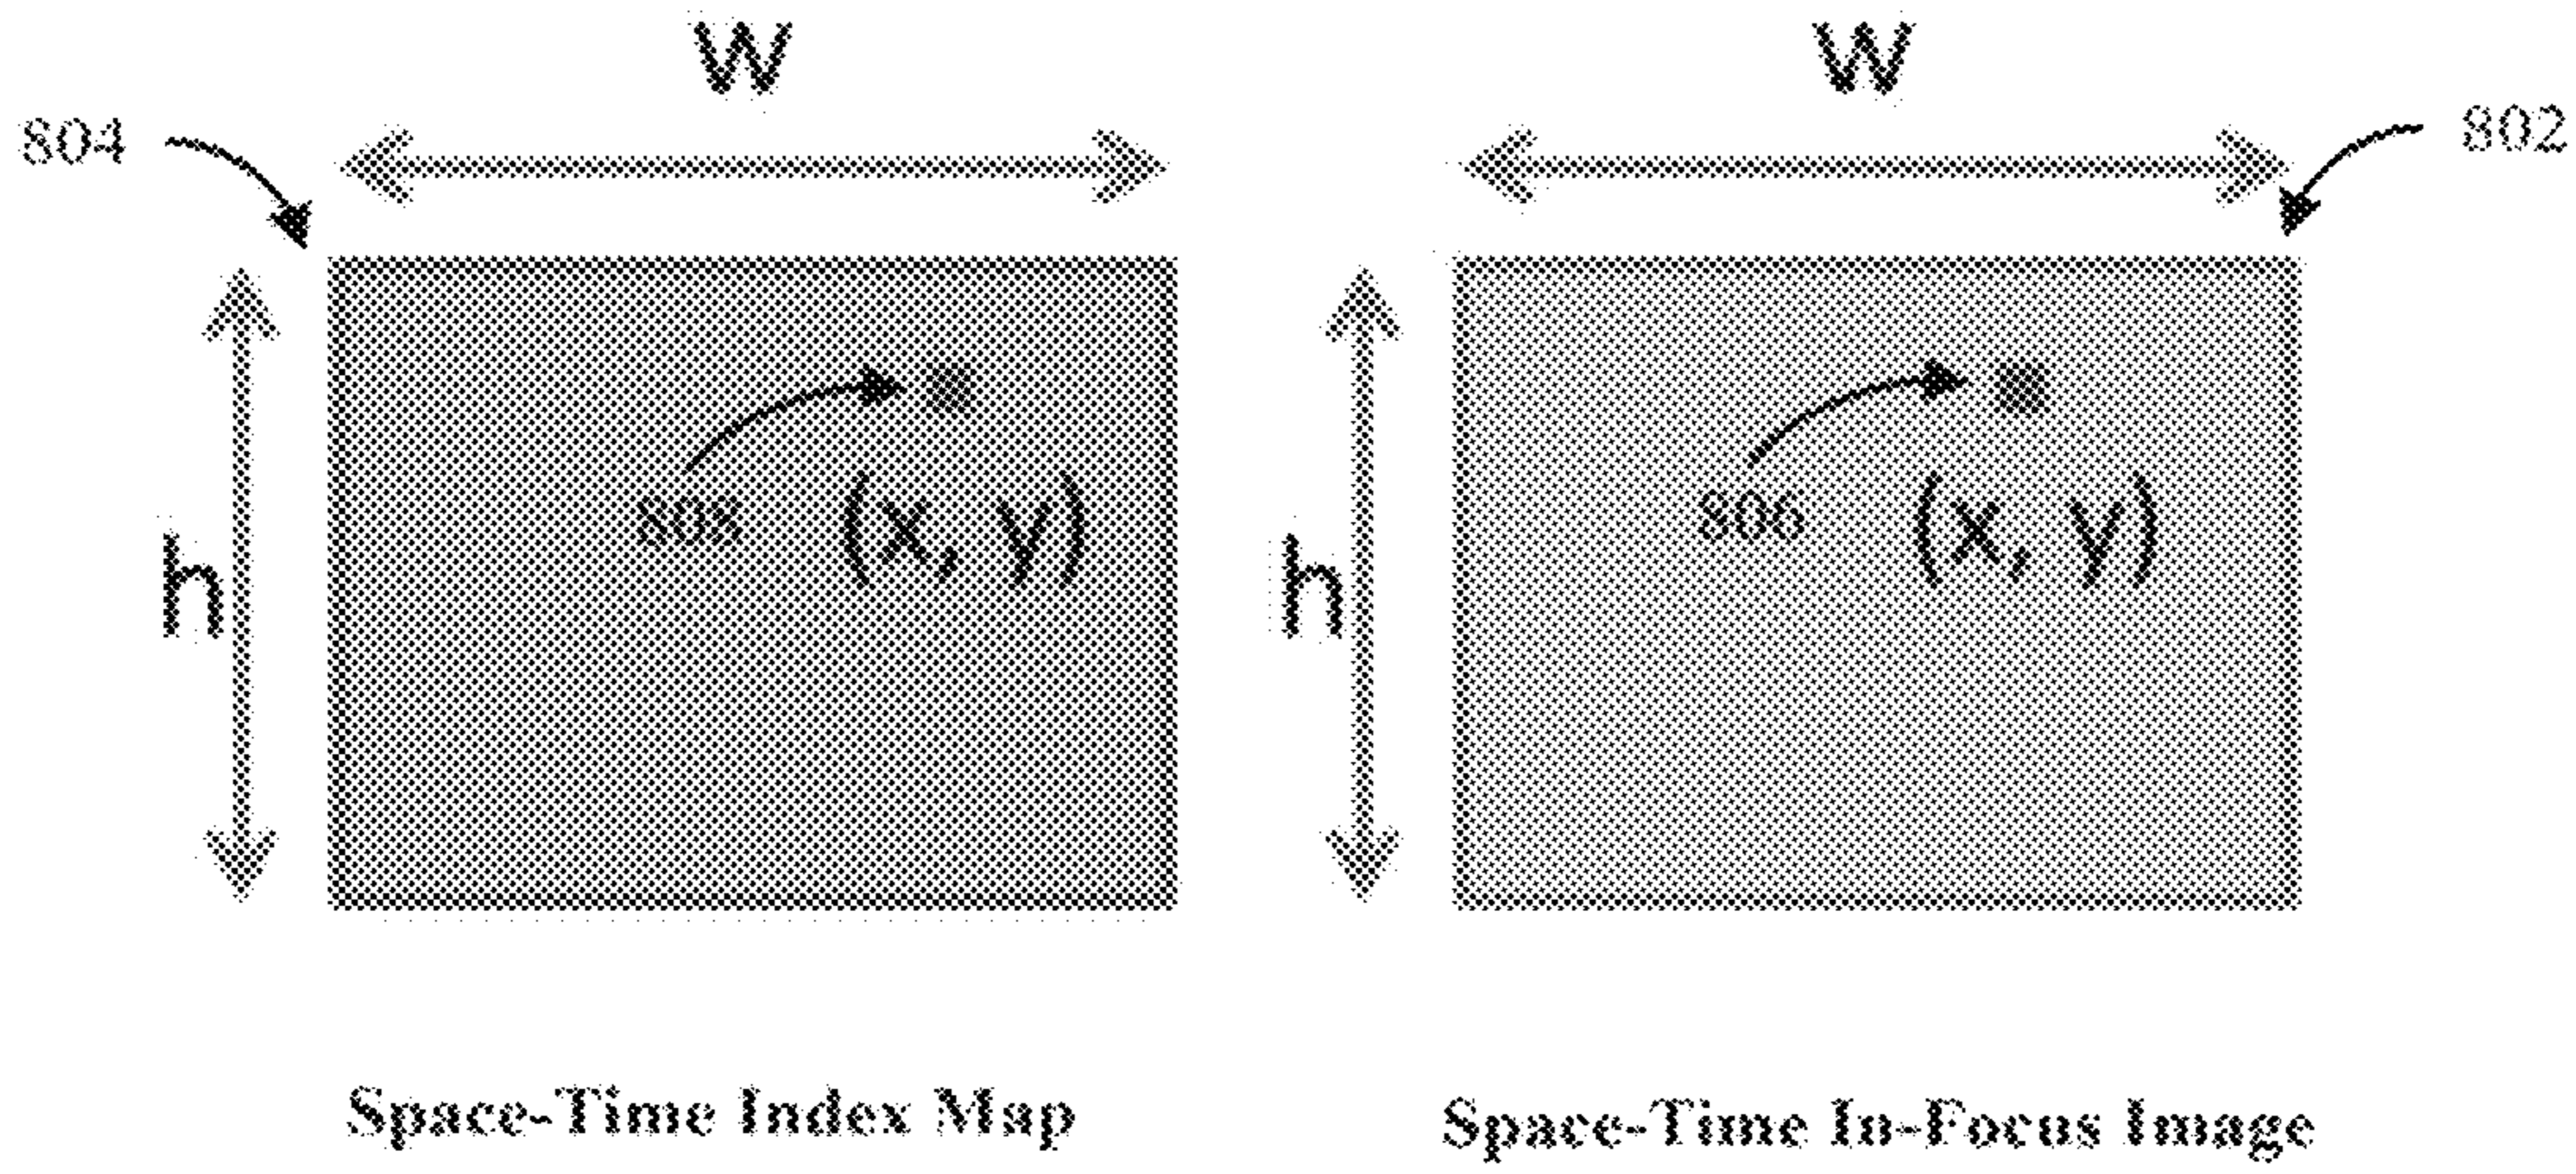 W
W
804
802
808
(x, y)
806
(x, y)
h
h
Space-Time Index Map
Space-Time In-Focus Image